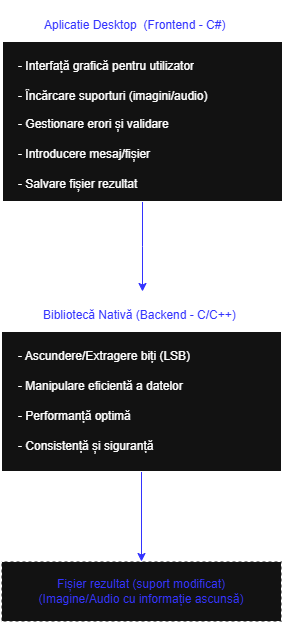 Aplicatie Desktop (Frontend - C#)
- Interfață grafică pentru utilizator
- Încărcare suporturi (imagini/audio)
- Gestionare erori și validare
- Introducere mesaj/fișier
- Salvare fișier rezultat
Bibliotecă Nativă (Backend - C/C++)
- Ascundere/Extragere biți (LSB)
- Manipulare eficientă a datelor
- Performanță optimă
- Consistență și siguranță
Fișier rezultat (suport modificat)
(Imagine/Audio cu informație ascunsă)